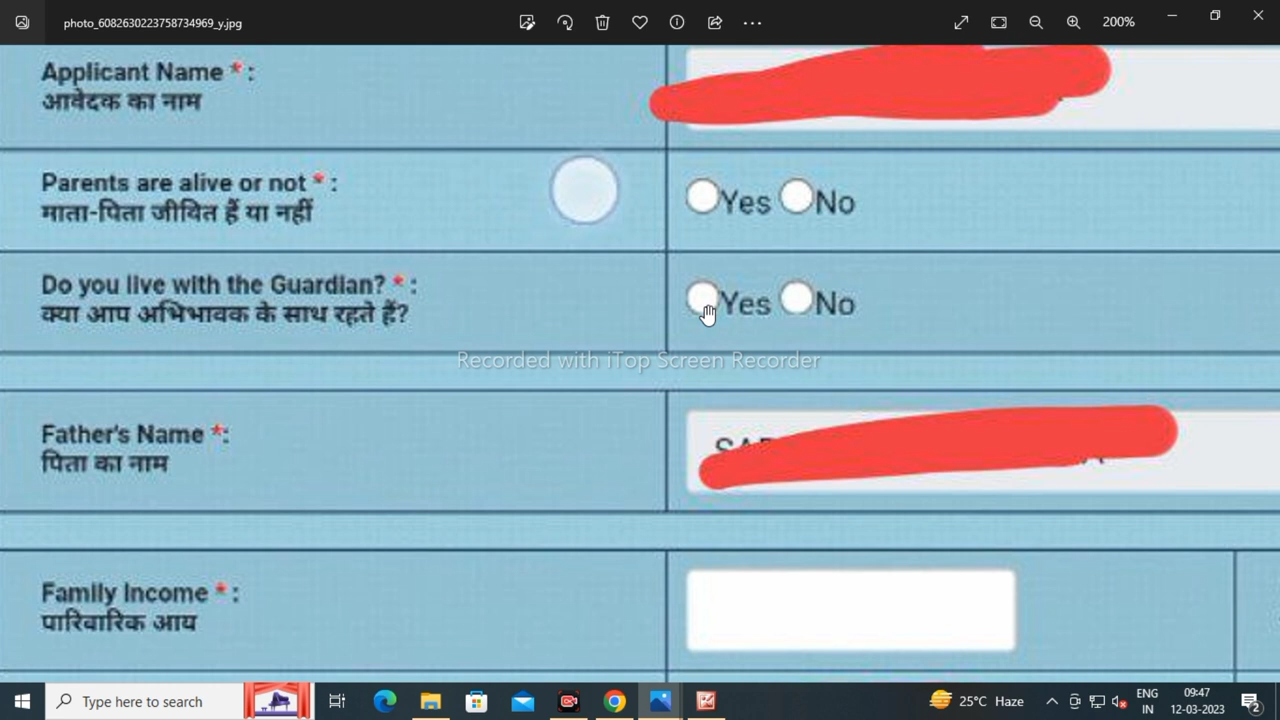 photo_6082630223758734969_y.jpg
200%
Applicant Name * :
आवेदक का नाम
Parents are alive or not * :
माता-पिता जीवित हैं या नहीं
Yes No
Do you live with the Guardian? * :
क्या आप अभिभावक के साथ रहते हैं?
Yes No
Recorded with iTop Screen Recorder
Father's Name *:
पिता का नाम
Family Income * :
पारिवारिक आय
Type here to search
25°C Haze
ENG
IN
09:47
12-03-2023
2